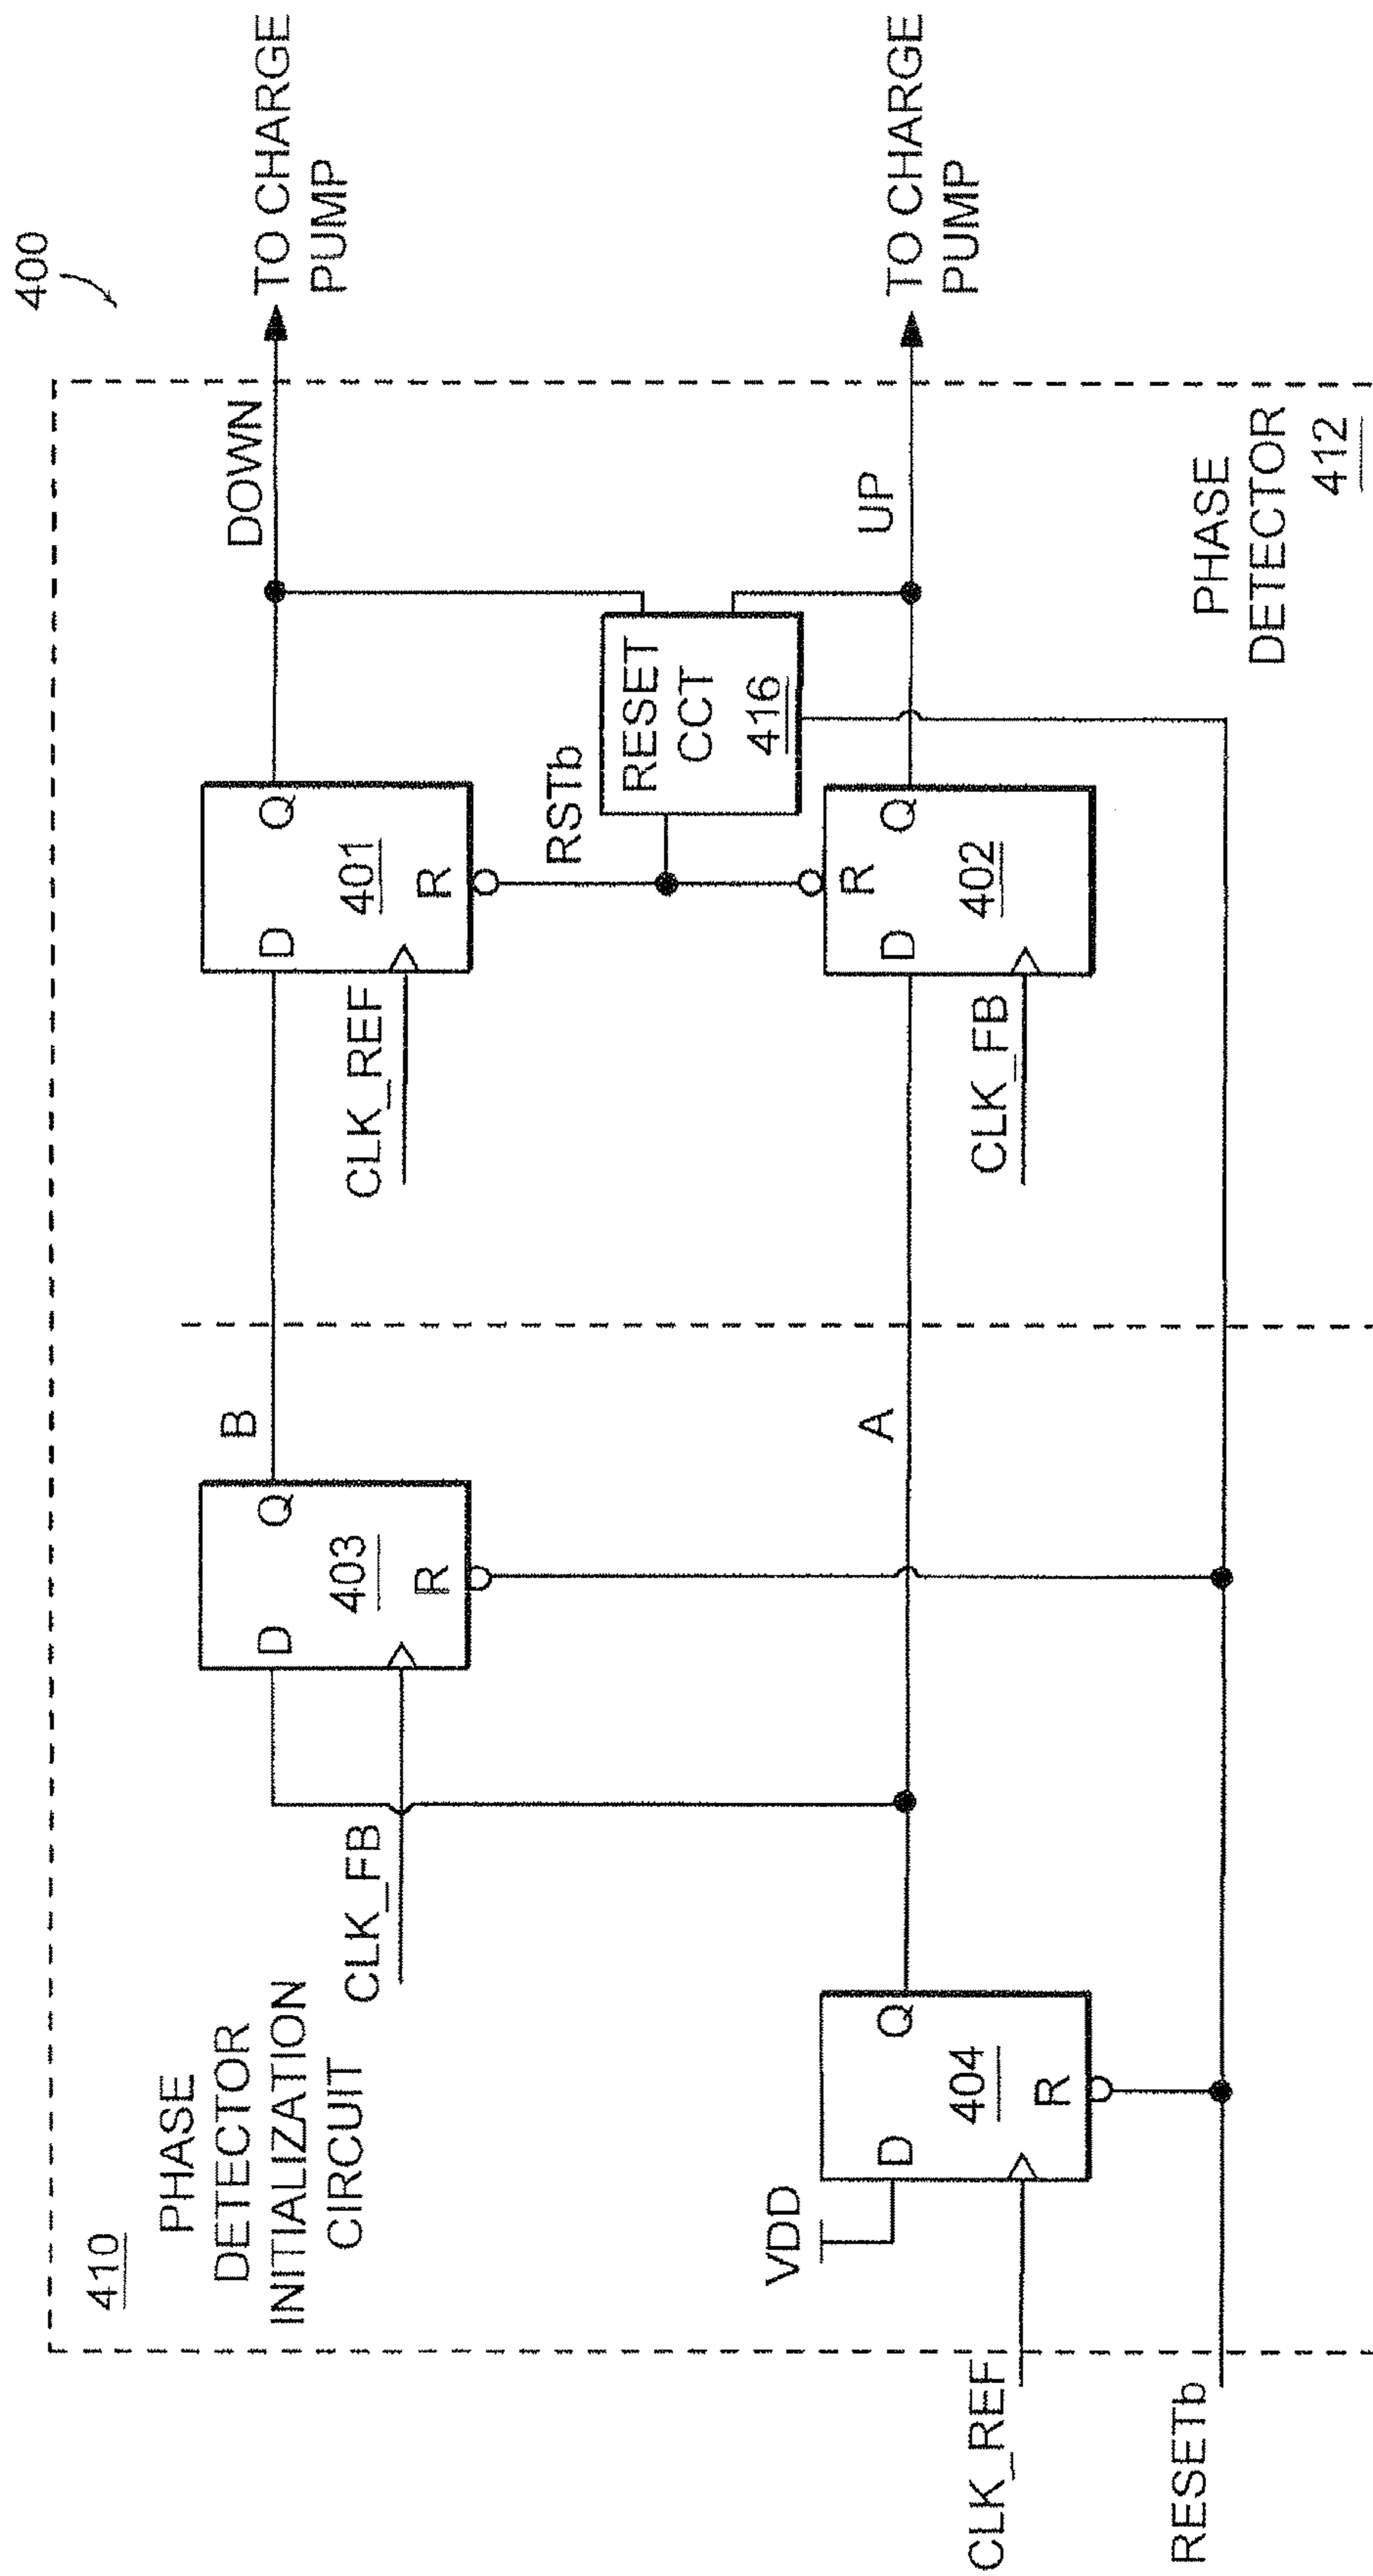 400
410
PHASE
DETECTOR
INITIALIZATION
CIRCUIT
CLK_FB
D
Q
403
R
B
CLK_REF
D
Q
401
R
DOWN
TO CHARGE
PUMP
RSTb
RESET
CCT
416
VDD
D
Q
404
R
A
CLK_FB
D
Q
402
R
UP
TO CHARGE
PUMP
CLK_REF
RESETb
PHASE
DETECTOR
412